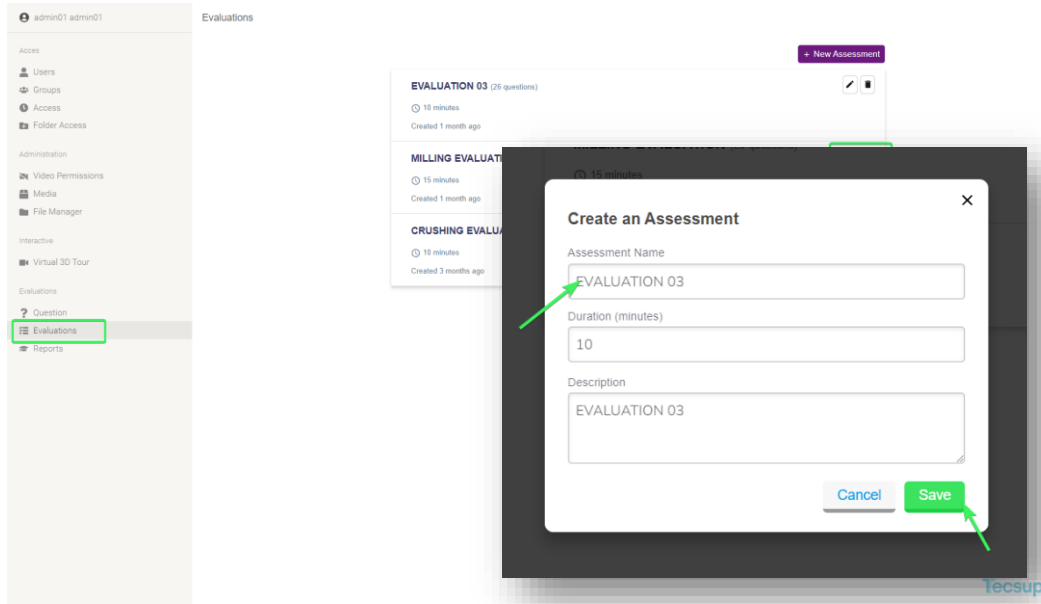 admin01 admin01
Evaluations
Acces
Users
Groups
Access
Folder Access
Administration
Video Permissions
Media
File Manager
Interactive
Virtual 3D Tour
Evaluations
Question
Evaluations
Reports
+ New Assessment
EVALUATION 03 (26 questions)
10 minutes
Created 1 month ago
MILLING EVALUATI
15 minutes
Created 1 month ago
CRUSHING EVALUA
10 minutes
Created 3 months ago
15 minutes
Create an Assessment
Assessment Name
EVALUATION 03
Duration (minutes)
10
Description
EVALUATION 03
Cancel
Save
Tecsup